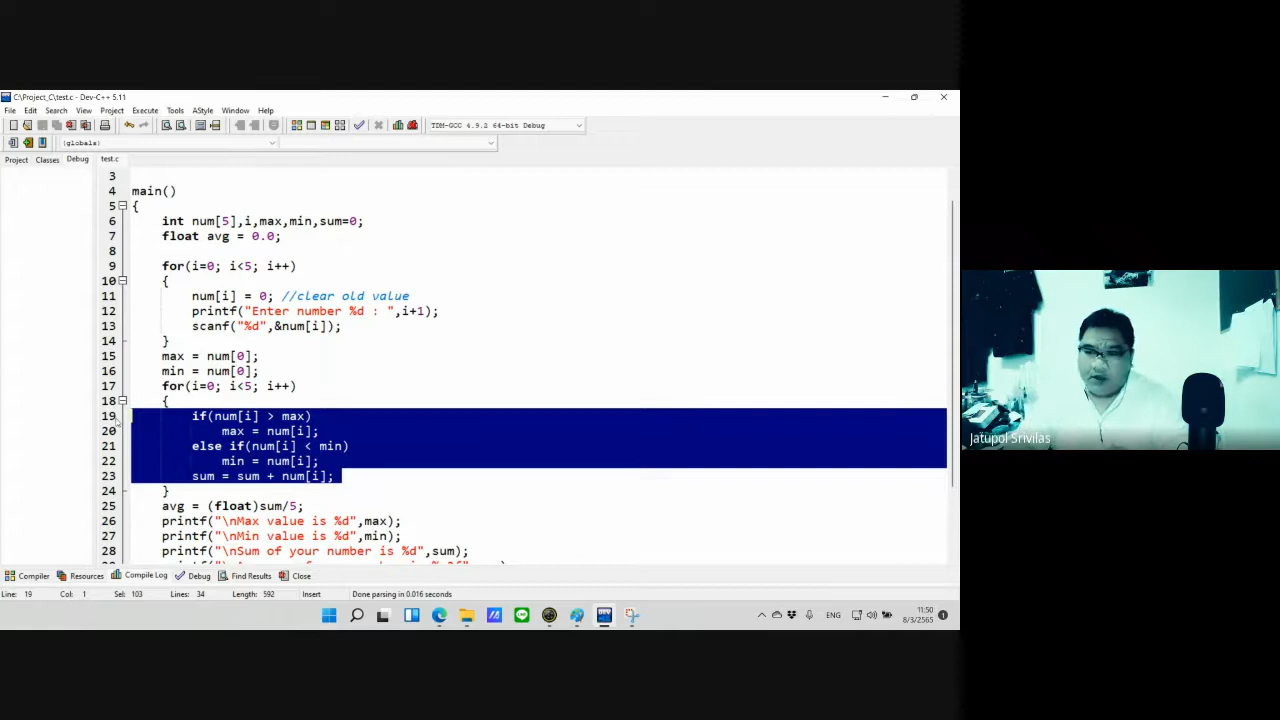 C:\Project_C\test.c - Dev-C++ 5.11
File Edit Search View Project Execute Tools AStyle Window Help
TDM-GCC 4.9.2 64-bit Debug
(globals)
Project Classes Debug test.c
3
4 main()
5 {
6 int num[5],i,max,min,sum=0;
7 float avg = 0.0;
8
9 for(i=0; i<5; i++)
10 {
11 num[i] = 0; //clear old value
12 printf("Enter number %d : ",i+1);
13 scanf("%d",&num[i]);
14 }
15 max = num[0];
16 min = num[0];
17 for(i=0; i<5; i++)
18 {
19 if(num[i] > max)
20 max = num[i];
21 else if(num[i] < min)
22 min = num[i];
23 sum = sum + num[i];
24 }
25 avg = (float)sum/5;
26 printf("\nMax value is %d",max);
27 printf("\nMin value is %d",min);
28 printf("\nSum of your number is %d",sum);
Compiler Resources Compile Log Debug Find Results Close
Line: 19 Col: 1 Sel: 103 Lines: 34 Length: 592 Insert Done parsing in 0.016 seconds
ENG 11:50
8/3/2565
Jatupol Srivilas